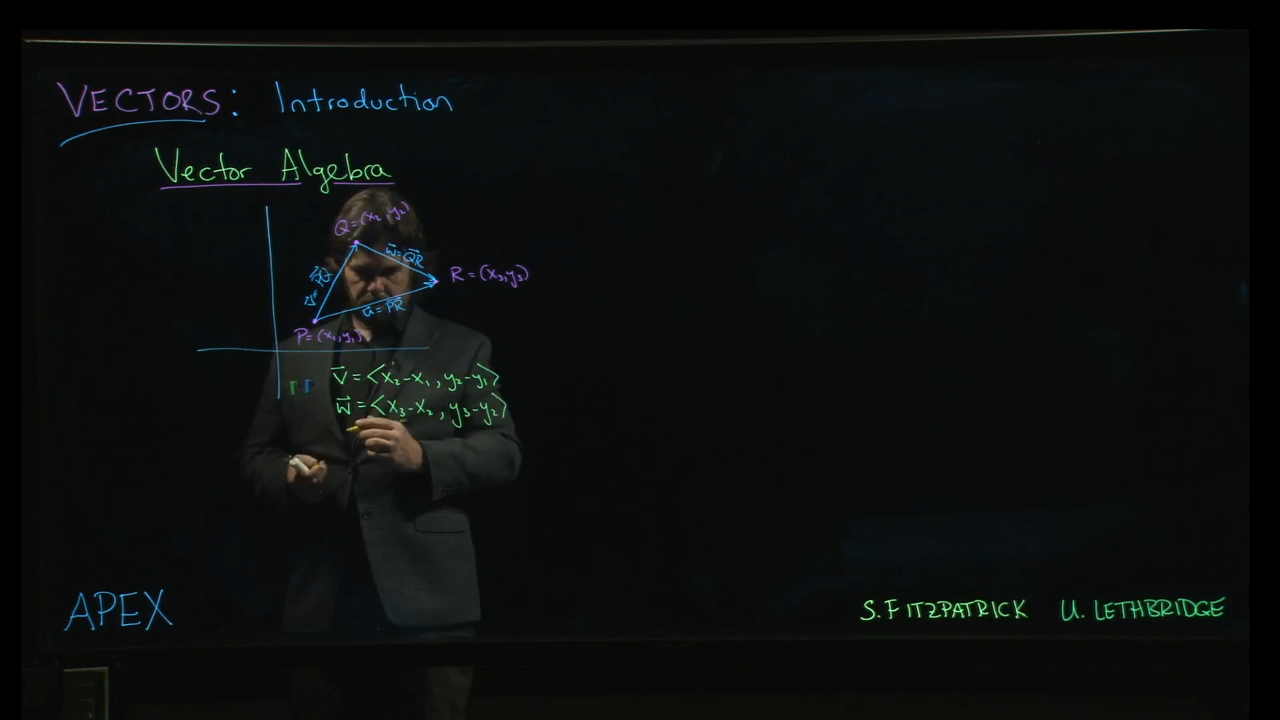 VECTORS: Introduction
Vector Algebra
Q=(x₂,y₂)
w⃗=QR⃗
v⃗=PQ⃗
R=(x₃,y₃)
u⃗=PR⃗
P=(x₁,y₁)
v⃗=⟨x₂-x₁, y₂-y₁⟩
w⃗=⟨x₃-x₂, y₃-y₂⟩
APEX
S.FITZPATRICK U. LETHBRIDGE